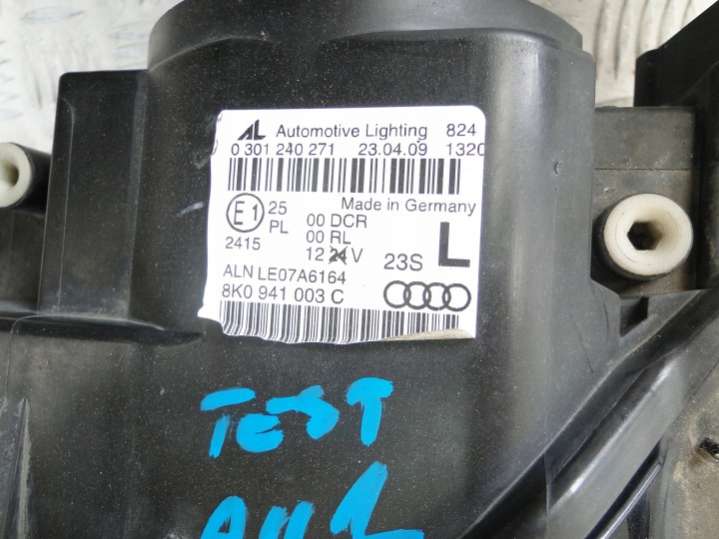 AL Automotive Lighting 824
0 301 240 271 23.04.09 1320
Made in Germany
E1 25 00 DCR
PL 00 RL
2415 12 24 V 23S L
ALN LE07A6164
8K0 941 003 C
TEST